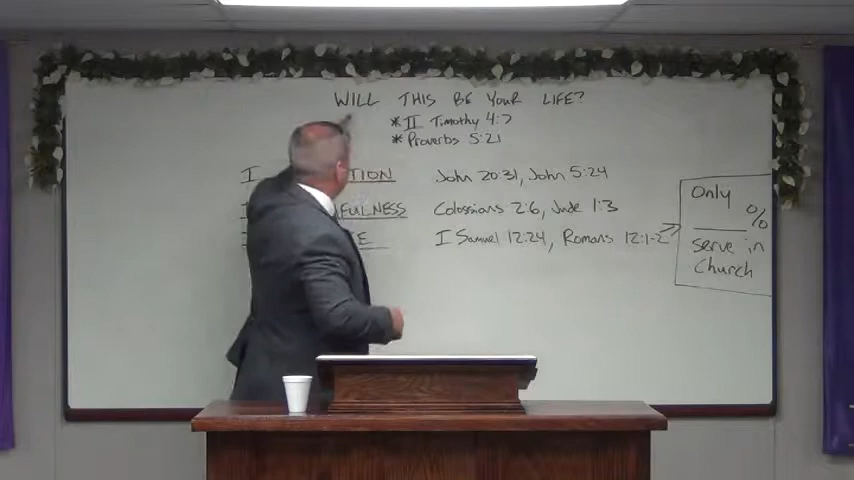 WILL THIS BE YOUR LIFE?
* II Timothy 4:7
* Proverbs 5:21
I TION John 20:31, John 5:24
FULNESS Colossians 2:6, Jude 1:3
E I Samuel 12:24, Romans 12:1-2
Only
%
serve in
Church